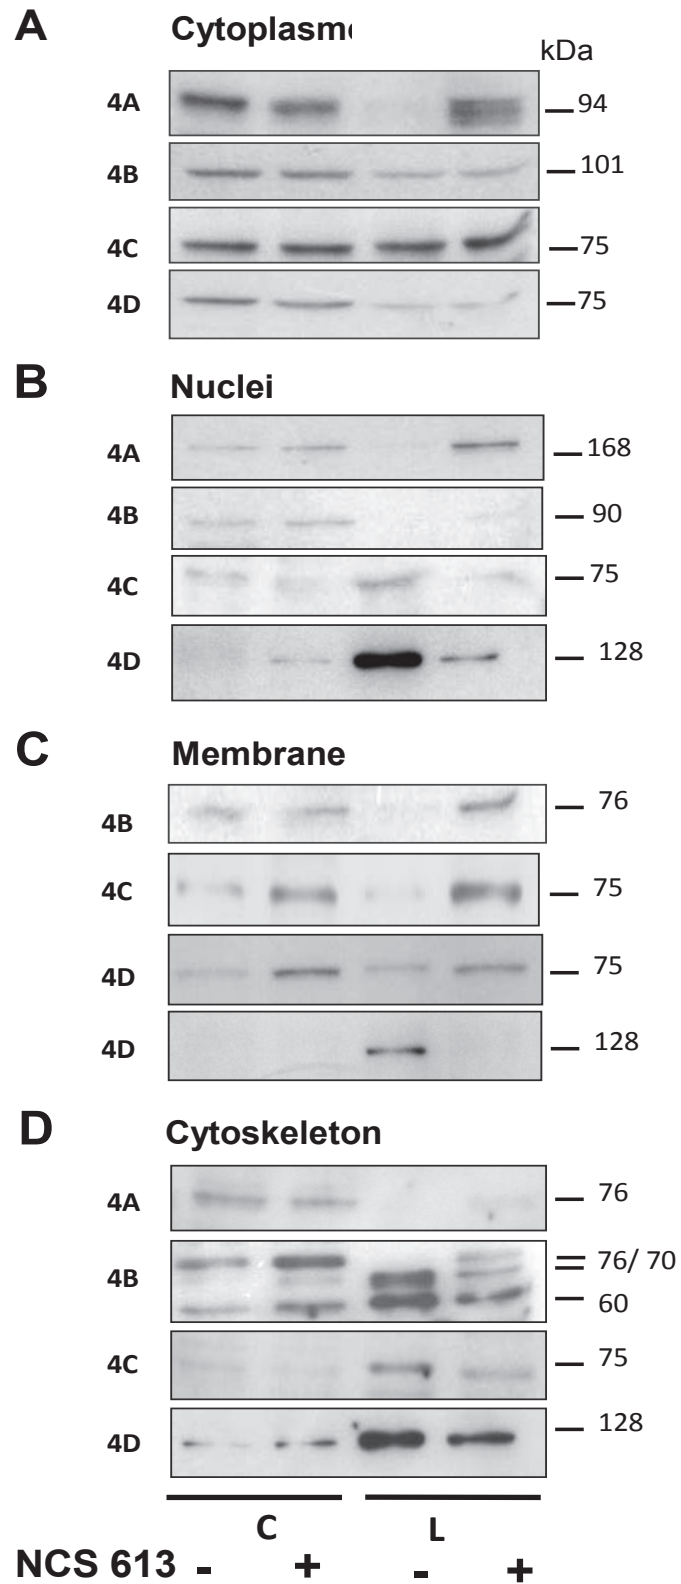 A Cytoplasm
kDa
4A 94
4B 101
4C 75
4D 75
B Nuclei
4A 168
4B 90
4C 75
4D 128
C Membrane
4B 76
4C 75
4D 75
4D 128
D Cytoskeleton
4A 76
4B 76/ 70
60
4C 75
4D 128
C L
NCS 613 - + - +